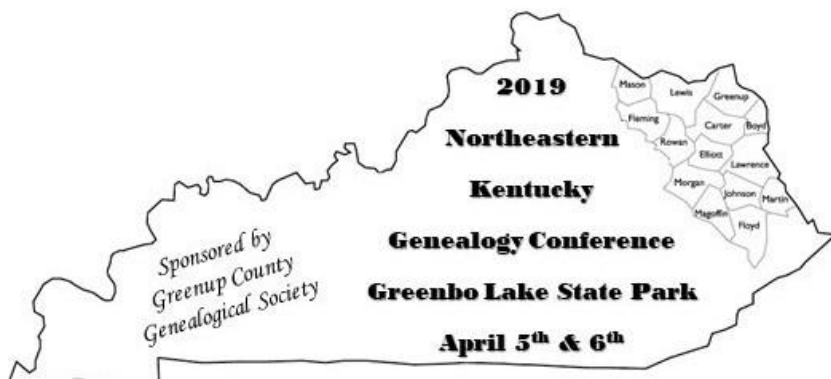 2019
Northeastern
Kentucky
Genealogy Conference
Greenbo Lake State Park
April 5th & 6th
Sponsored by
Greenup County
Genealogical Society
Mason
Lewis
Greenup
Fleming
Carter
Boyd
Rowan
Elliott
Lawrence
Morgan
Johnson
Martin
Magoffin
Floyd